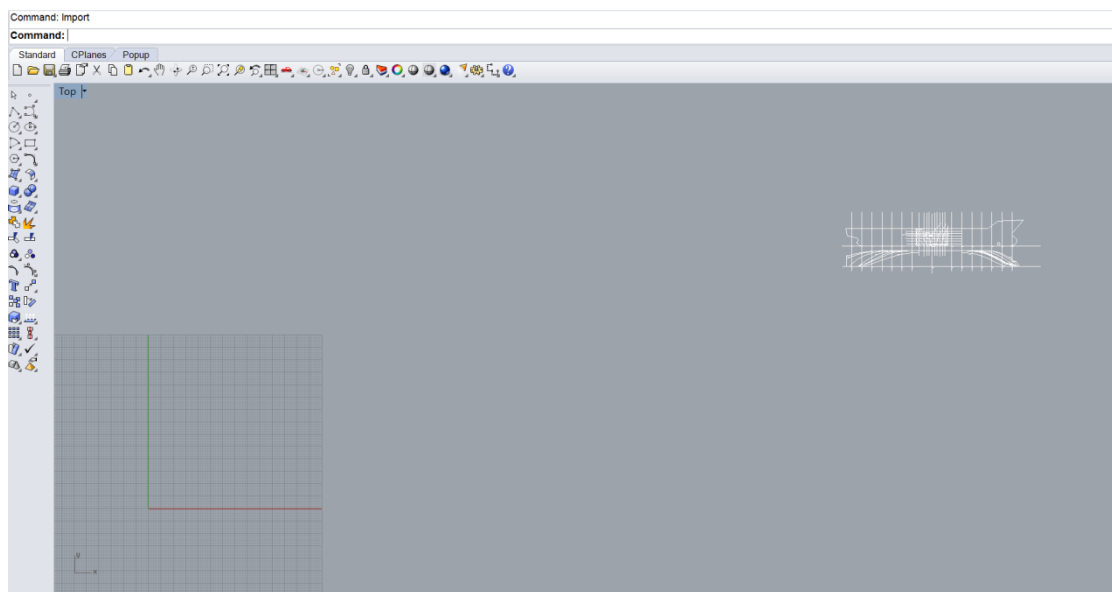 Command: Import
Command:
Standard CPlanes Popup
Top
x